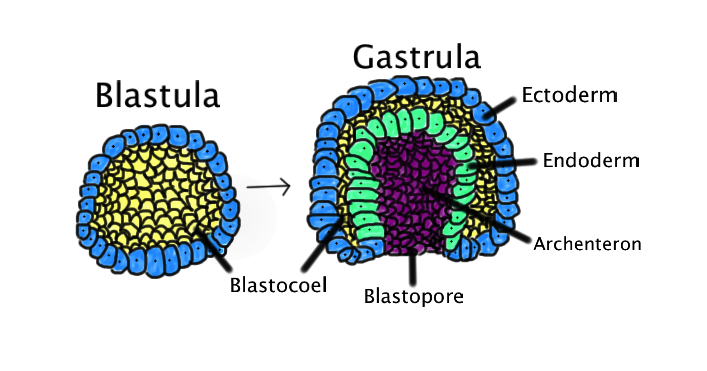 Gastrula
Blastula
Ectoderm
Endoderm
Archenteron
Blastocoel
Blastopore